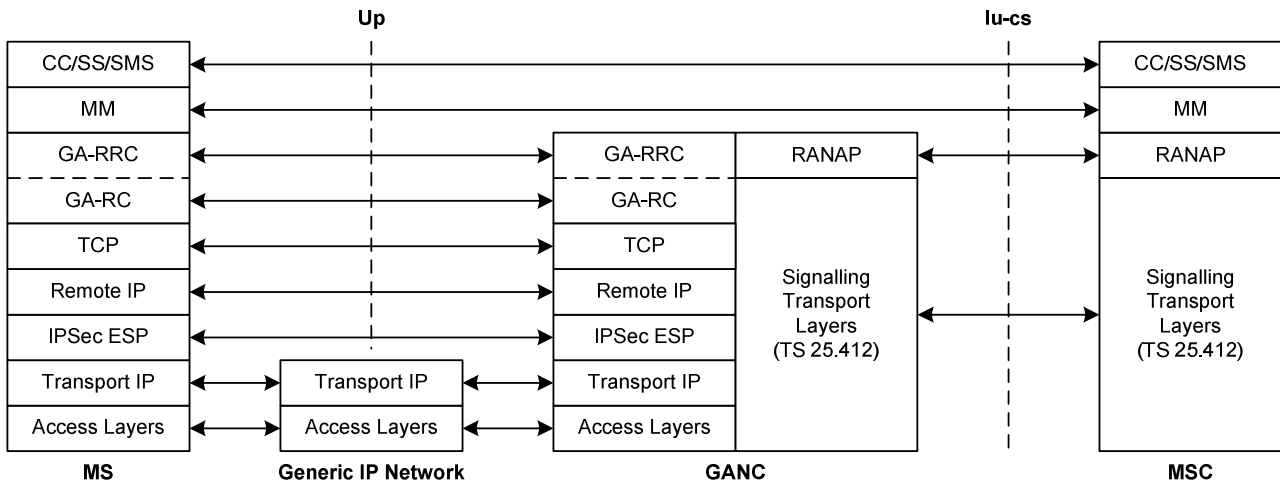 Up
Iu-cs
CC/SS/SMS
CC/SS/SMS
MM
MM
GA-RRC
GA-RRC
RANAP
RANAP
GA-RC
GA-RC
TCP
TCP
Remote IP
Remote IP
Signalling
Transport
Layers
(TS 25.412)
Signalling
Transport
Layers
(TS 25.412)
IPSec ESP
IPSec ESP
Transport IP
Transport IP
Transport IP
Access Layers
Access Layers
Access Layers
MS
Generic IP Network
GANC
MSC